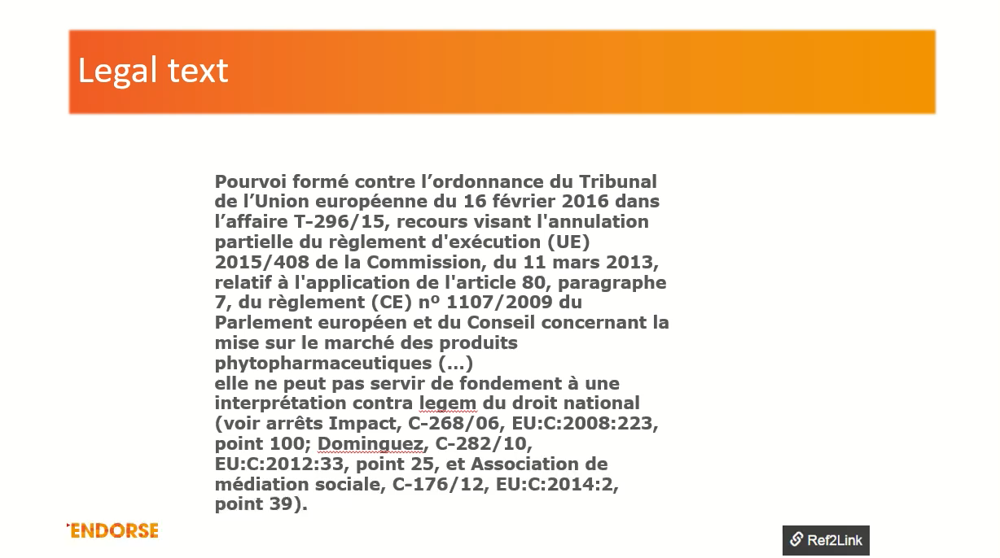 Legal text
Pourvoi formé contre l’ordonnance du Tribunal
de l’Union européenne du 16 février 2016 dans
l’affaire T-296/15, recours visant l'annulation
partielle du règlement d'exécution (UE)
2015/408 de la Commission, du 11 mars 2013,
relatif à l'application de l'article 80, paragraphe
7, du règlement (CE) nº 1107/2009 du
Parlement européen et du Conseil concernant la
mise sur le marché des produits
phytopharmaceutiques (...)
elle ne peut pas servir de fondement à une
interprétation contra legem du droit national
(voir arrêts Impact, C-268/06, EU:C:2008:223,
point 100; Dominguez, C-282/10,
EU:C:2012:33, point 25, et Association de
médiation sociale, C-176/12, EU:C:2014:2,
point 39).
ENDORSE
Ref2Link